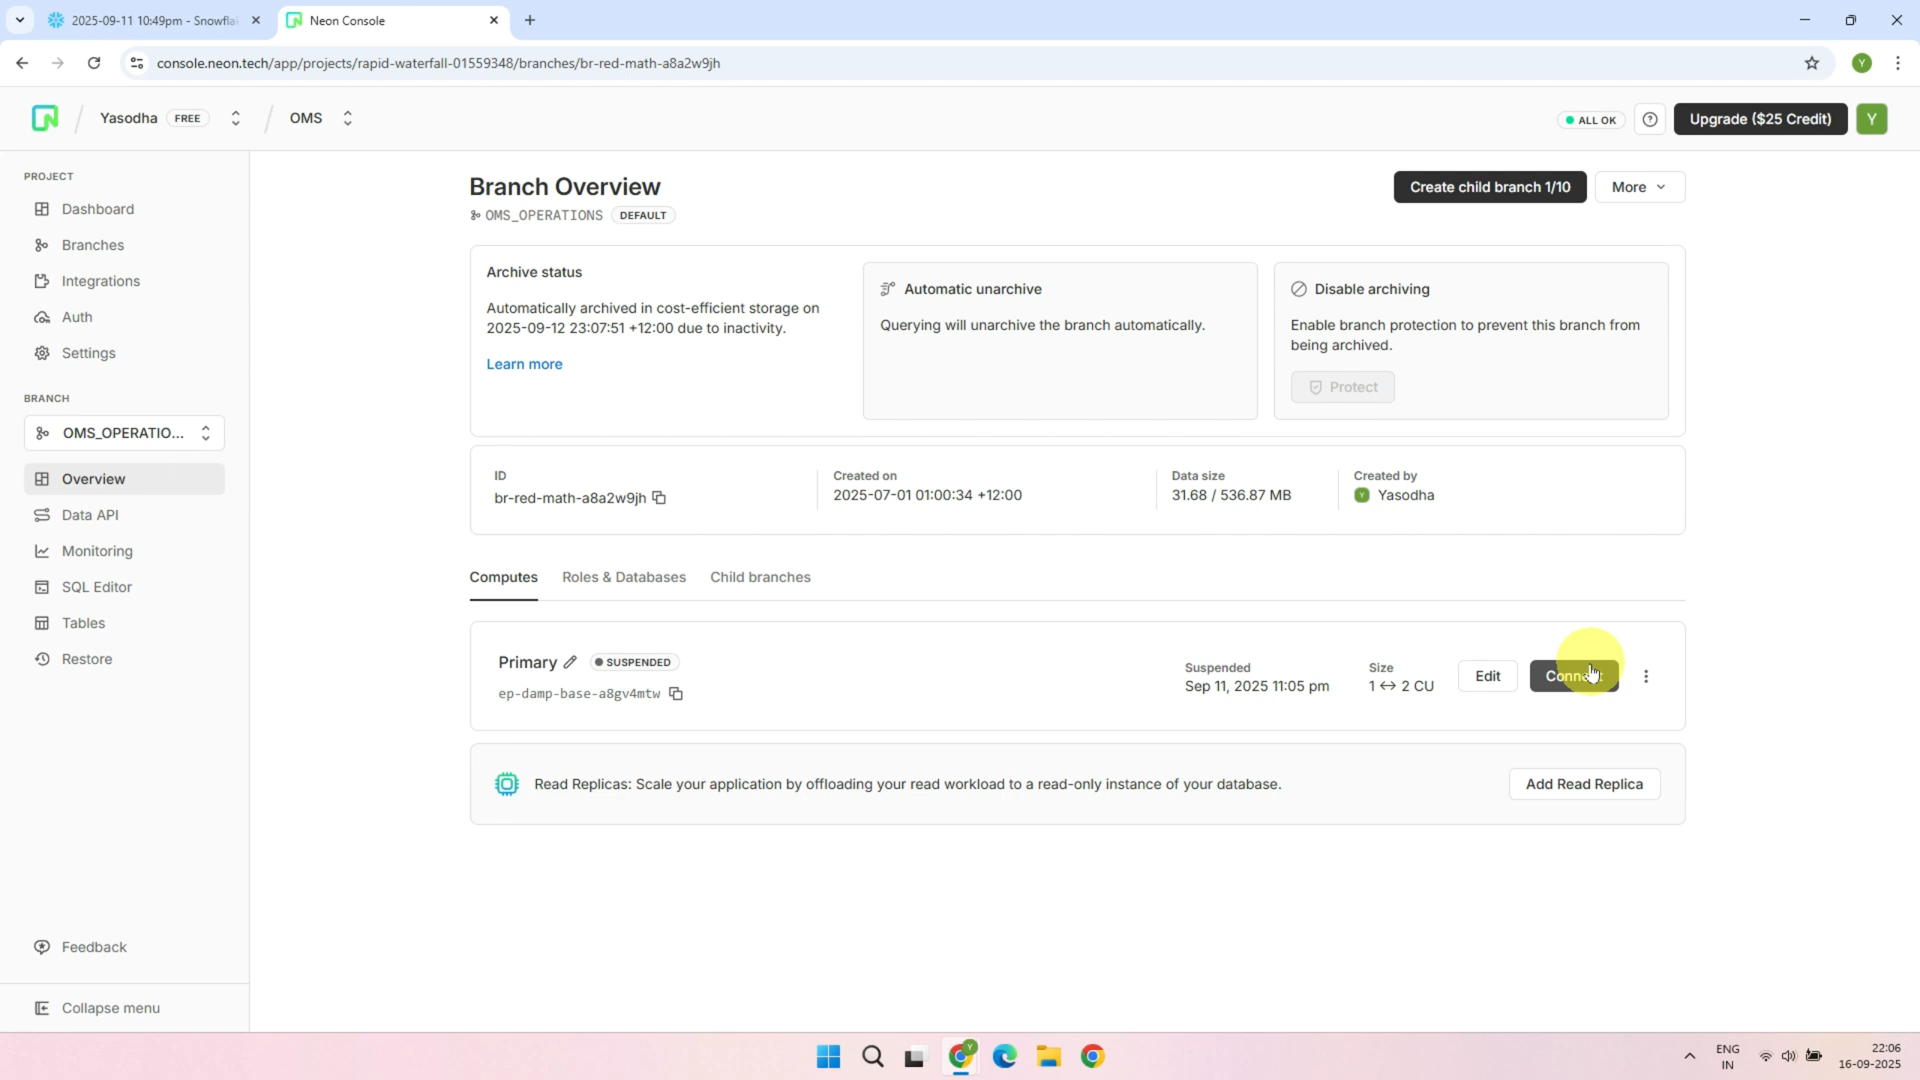 2025-09-11 10:49pm - Snowfla
Neon Console
console.neon.tech/app/projects/rapid-waterfall-01559348/branches/br-red-math-a8a2w9jh
Y
Yasodha FREE
OMS
ALL OK
Upgrade ($25 Credit)
Y
PROJECT
Dashboard
Branches
Integrations
Auth
Settings
BRANCH
OMS_OPERATIO...
Overview
Data API
Monitoring
SQL Editor
Tables
Restore
Feedback
Collapse menu
Branch Overview
OMS_OPERATIONS DEFAULT
Create child branch 1/10
More
Archive status
Automatically archived in cost-efficient storage on
2025-09-12 23:07:51 +12:00 due to inactivity.
Learn more
Automatic unarchive
Querying will unarchive the branch automatically.
Disable archiving
Enable branch protection to prevent this branch from
being archived.
Protect
ID
br-red-math-a8a2w9jh
Created on
2025-07-01 01:00:34 +12:00
Data size
31.68 / 536.87 MB
Created by
Y Yasodha
Computes
Roles & Databases
Child branches
Primary SUSPENDED
ep-damp-base-a8gv4mtw
Suspended
Sep 11, 2025 11:05 pm
Size
1 ↔ 2 CU
Edit
Connect
Read Replicas: Scale your application by offloading your read workload to a read-only instance of your database.
Add Read Replica
Y
ENG
IN
22:06
16-09-2025